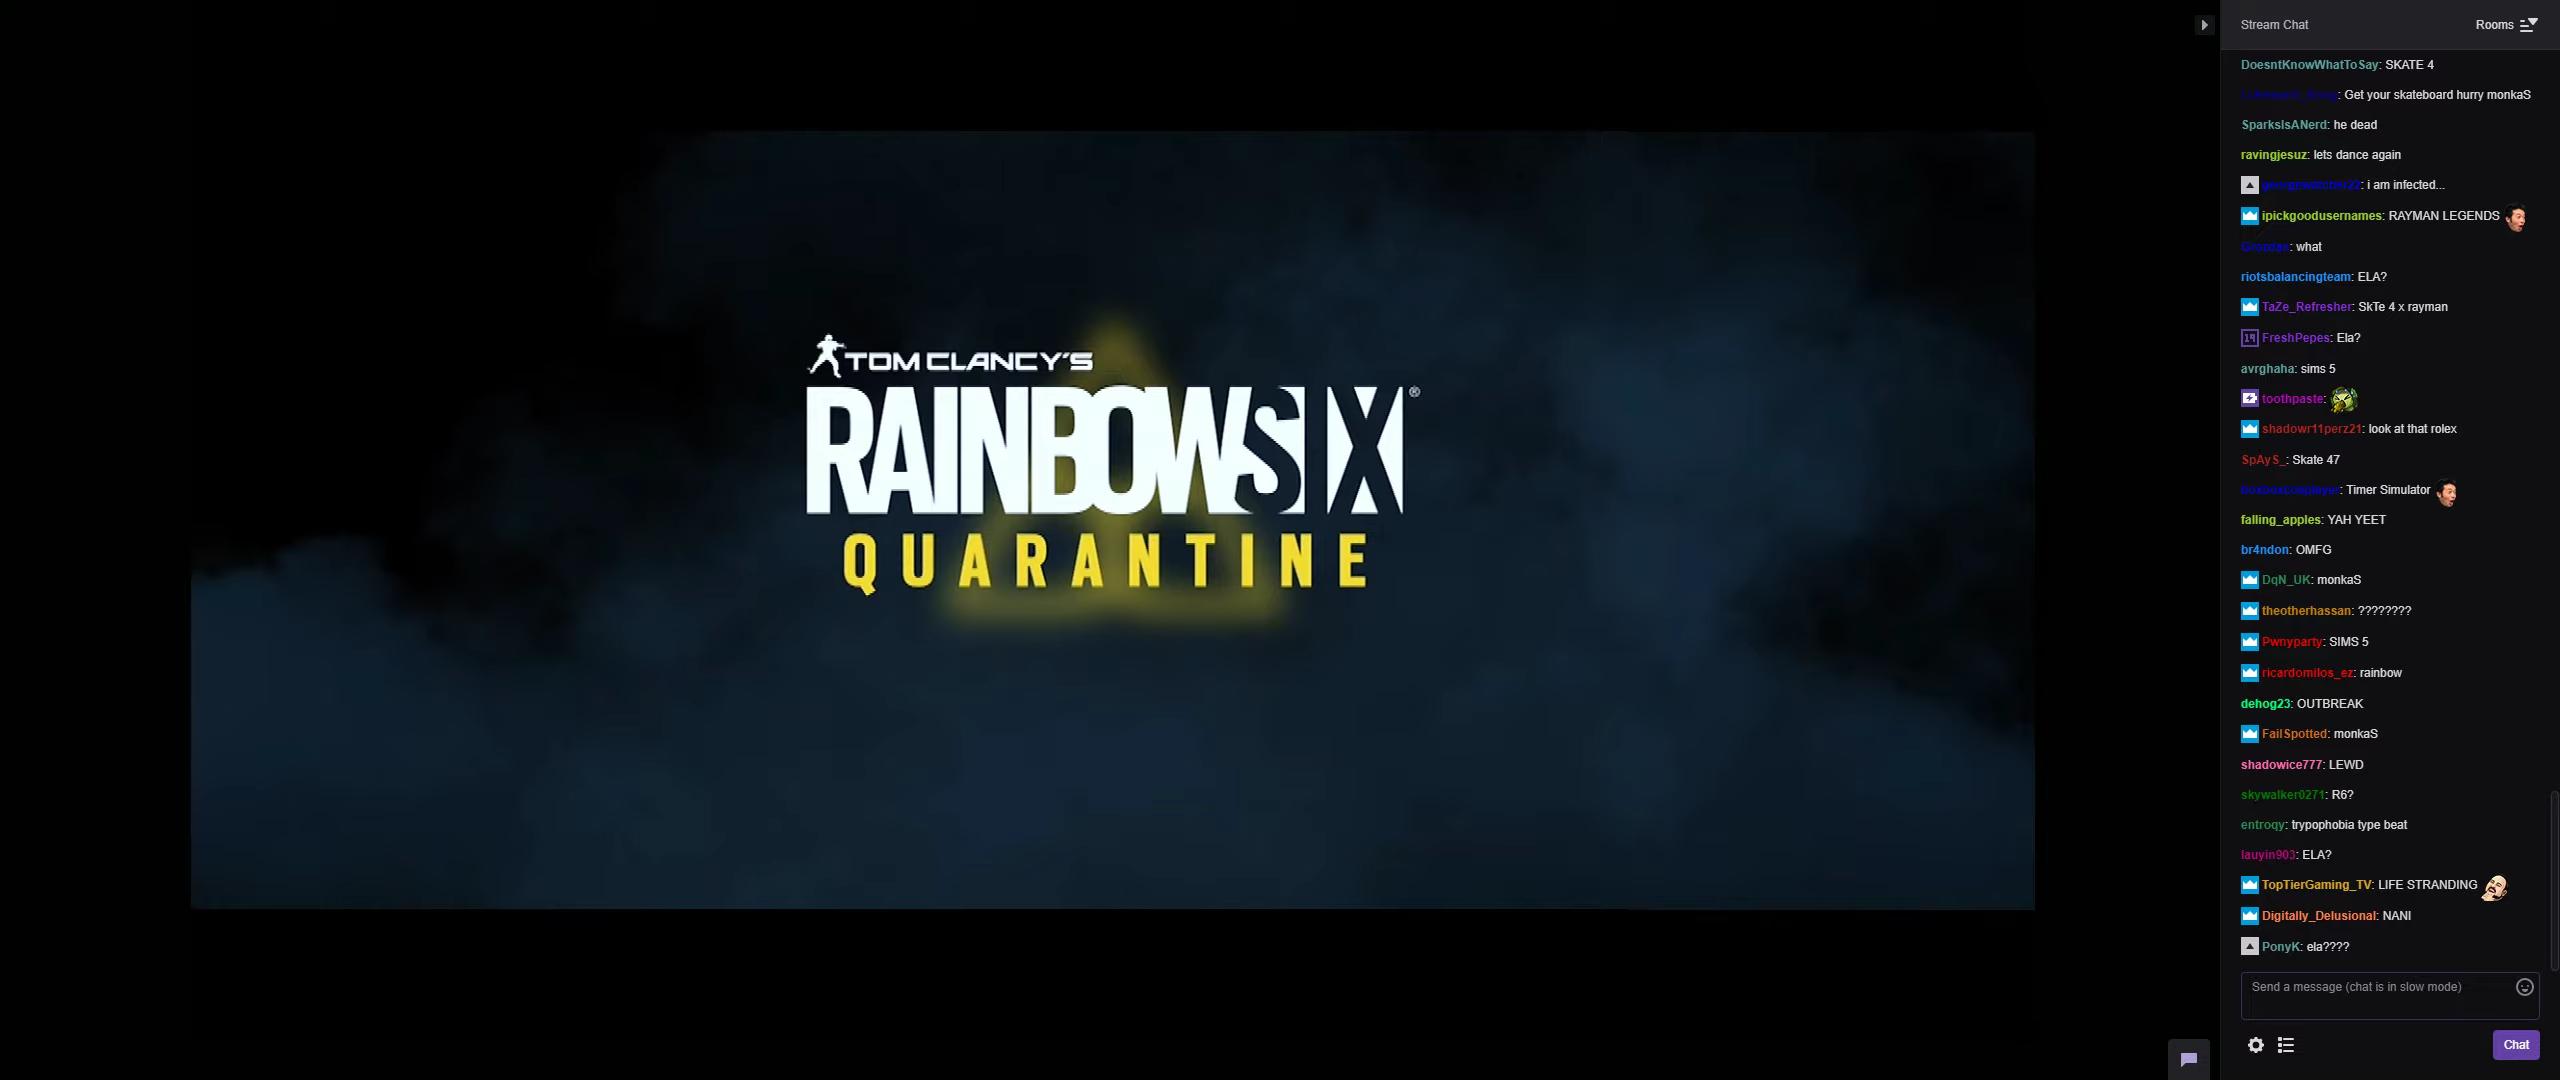 Stream Chat
Rooms
DoesntKnowWhatToSay: SKATE 4
: Get your skateboard hurry monkaS
SparksIsANerd: he dead
ravingjesuz: lets dance again
: i am infected...
ipickgoodusernames: RAYMAN LEGENDS
: what
riotsbalancingteam: ELA?
TaZe_Refresher: SkTe 4 x rayman
FreshPepes: Ela?
avrghaha: sims 5
toothpaste:
shadowr11perz21: look at that rolex
SpAyS_: Skate 47
: Timer Simulator
falling_apples: YAH YEET
br4ndon: OMFG
DqN_UK: monkaS
theotherhassan: ????????
Pwnyparty: SIMS 5
ricardomilos_ez: rainbow
dehog23: OUTBREAK
FailSpotted: monkaS
shadowice777: LEWD
skywalker0271: R6?
entroqy: trypophobia type beat
lauyin903: ELA?
TopTierGaming_TV: LIFE STRANDING
Digitally_Delusional: NANI
PonyK: ela????
Send a message (chat is in slow mode)
Chat
TOM CLANCY'S
RAINBOW SIX®
QUARANTINE